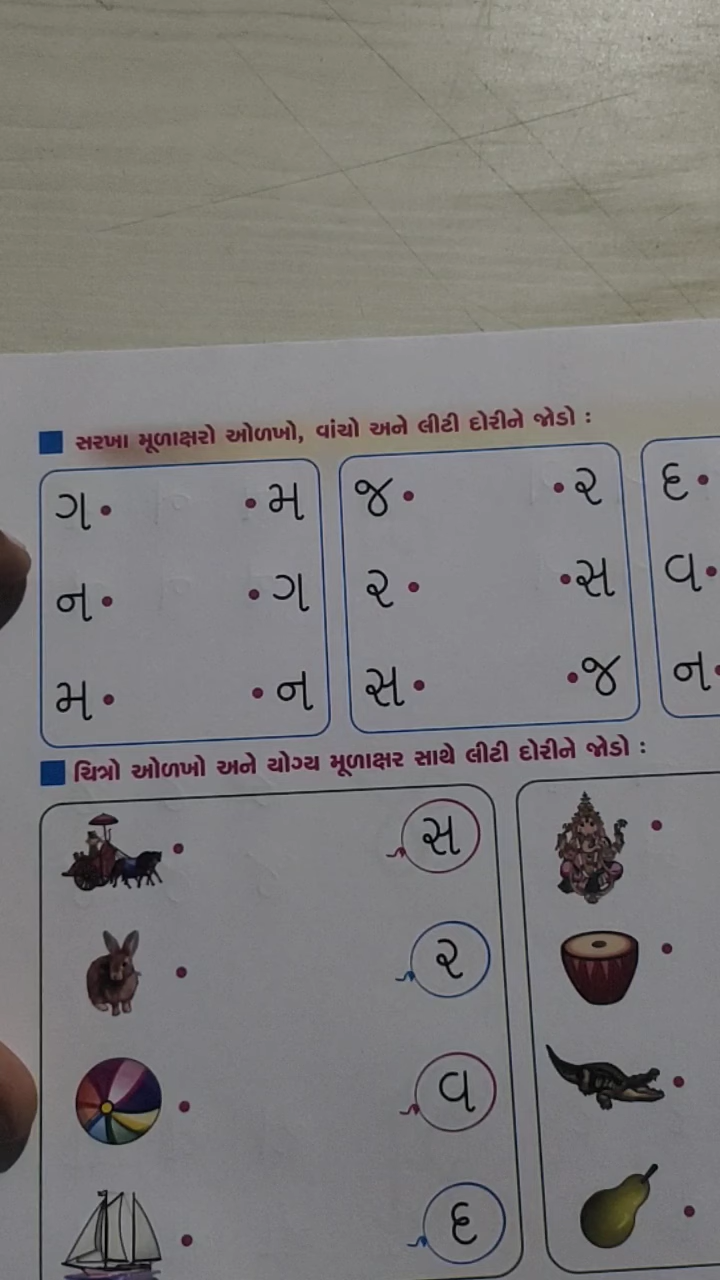 સરખા મૂળાક્ષરો ઓળખો, વાંચો અને લીટી દોરીને જોડો :
ગ મ જ ર દ
ન ગ ર સ વ
મ ન સ જ ન
ચિત્રો ઓળખો અને યોગ્ય મૂળાક્ષર સાથે લીટી દોરીને જોડો :
સ
ર
વ
દ